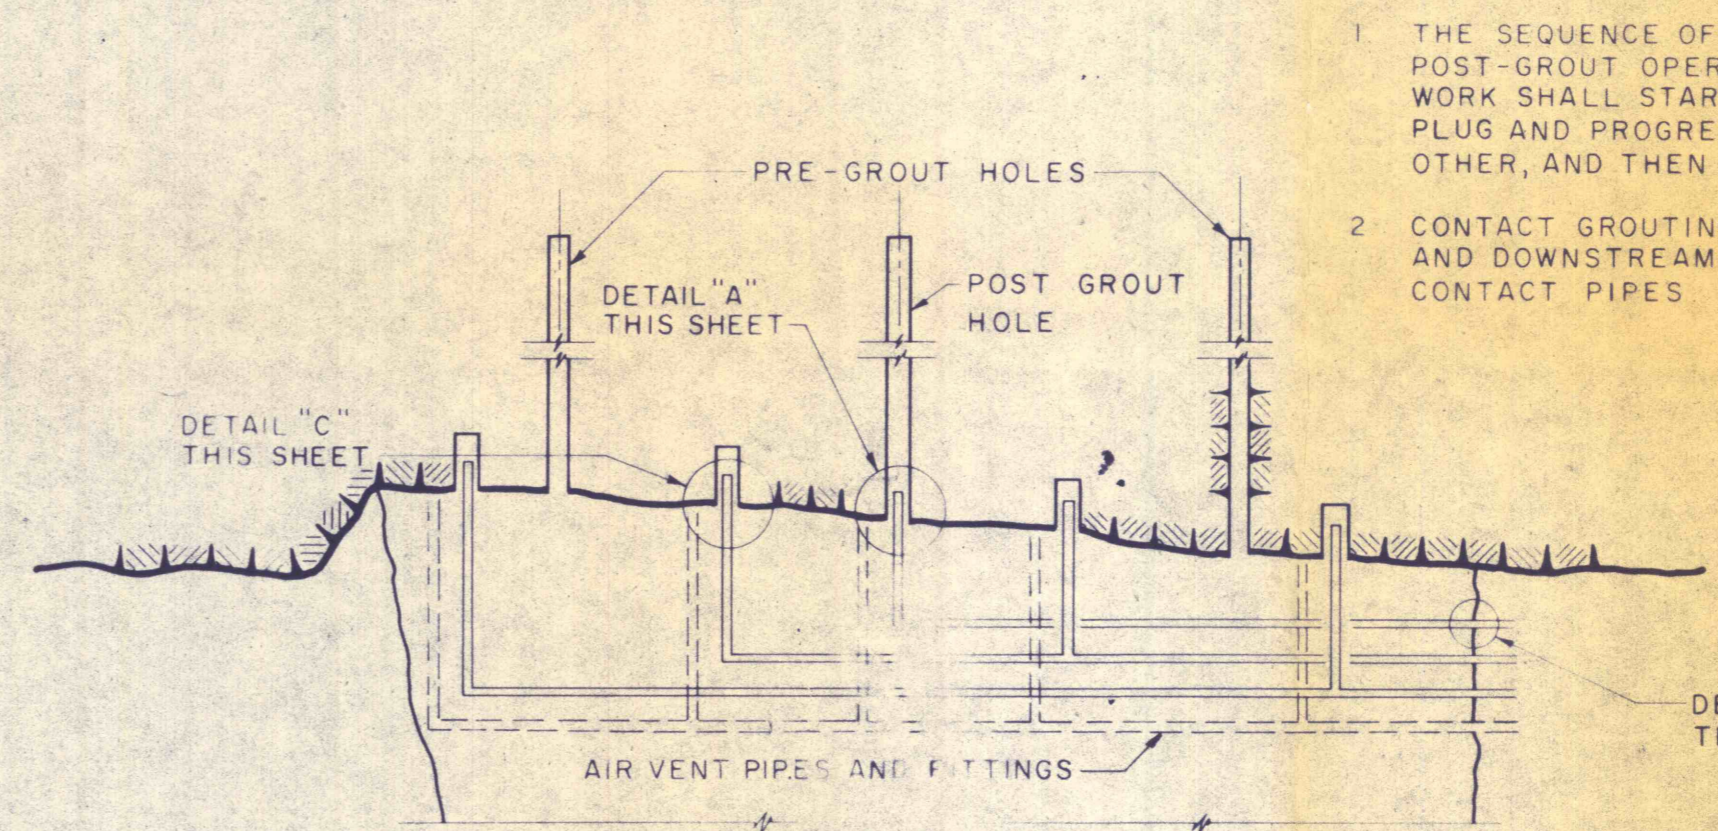 1. THE SEQUENCE OF
POST-GROUT OPER
WORK SHALL STAR
PLUG AND PROGRE
OTHER, AND THEN
2 CONTACT GROUTIN
AND DOWNSTREAM
CONTACT PIPES
PRE-GROUT HOLES
DETAIL "A"
THIS SHEET
POST GROUT
HOLE
DETAIL "C"
THIS SHEET
DE
AIR VENT PIPES AND FITTINGS